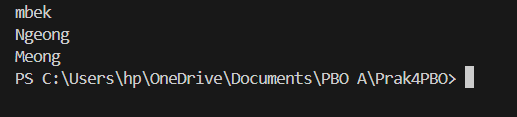 mbek
Ngeong
Meong
PS C:\Users\hp\OneDrive\Documents\PBO A\Prak4PBO>